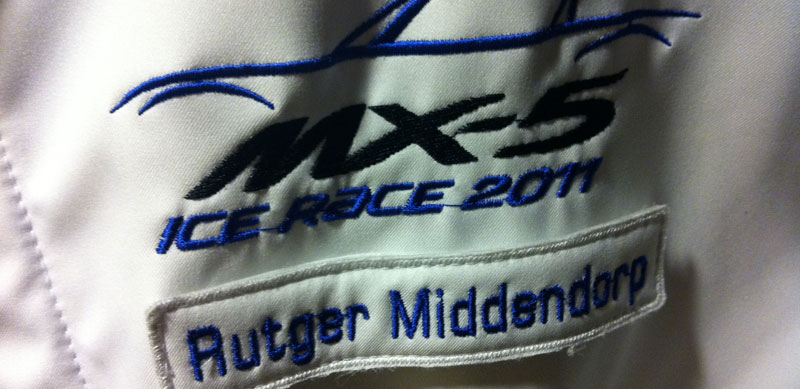 MX-5
ICE RACE 2011
Rutger Middendorp